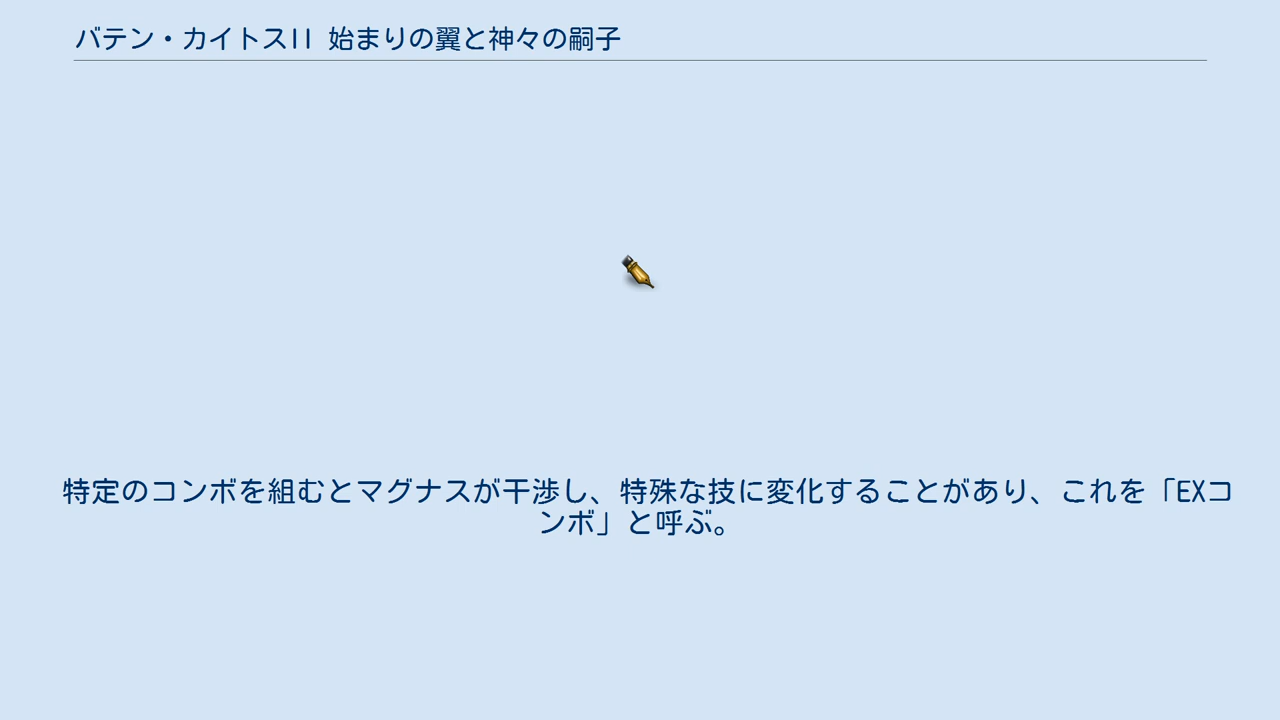 バテン・カイトスII 始まりの翼と神々の嗣子
特定のコンボを組むとマグナスが干渉し、特殊な技に変化することがあり、これを「EXコ
ンボ」と呼ぶ。